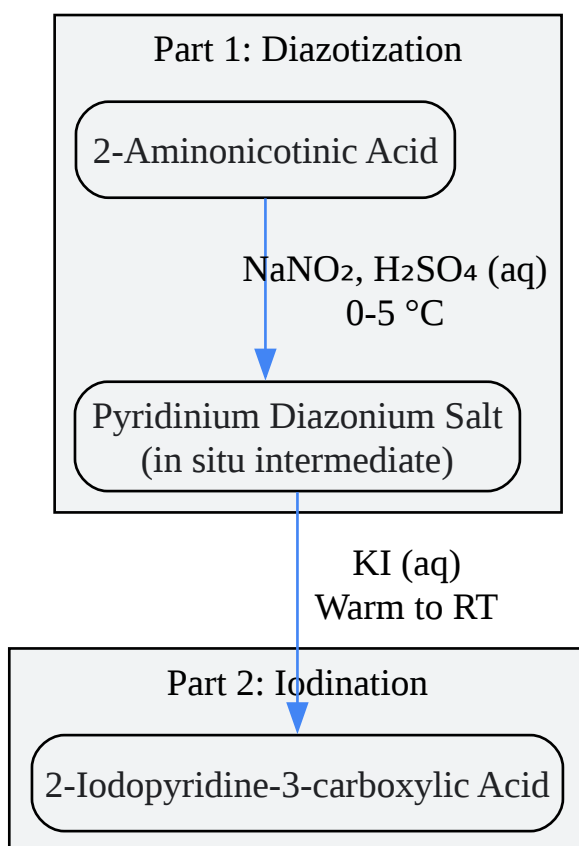 Part 1: Diazotization
2-Aminonicotinic Acid
NaNO₂, H₂SO₄ (aq)
0-5 °C
Pyridinium Diazonium Salt
(in situ intermediate)
KI (aq)
Warm to RT
Part 2: Iodination
2-Iodopyridine-3-carboxylic Acid